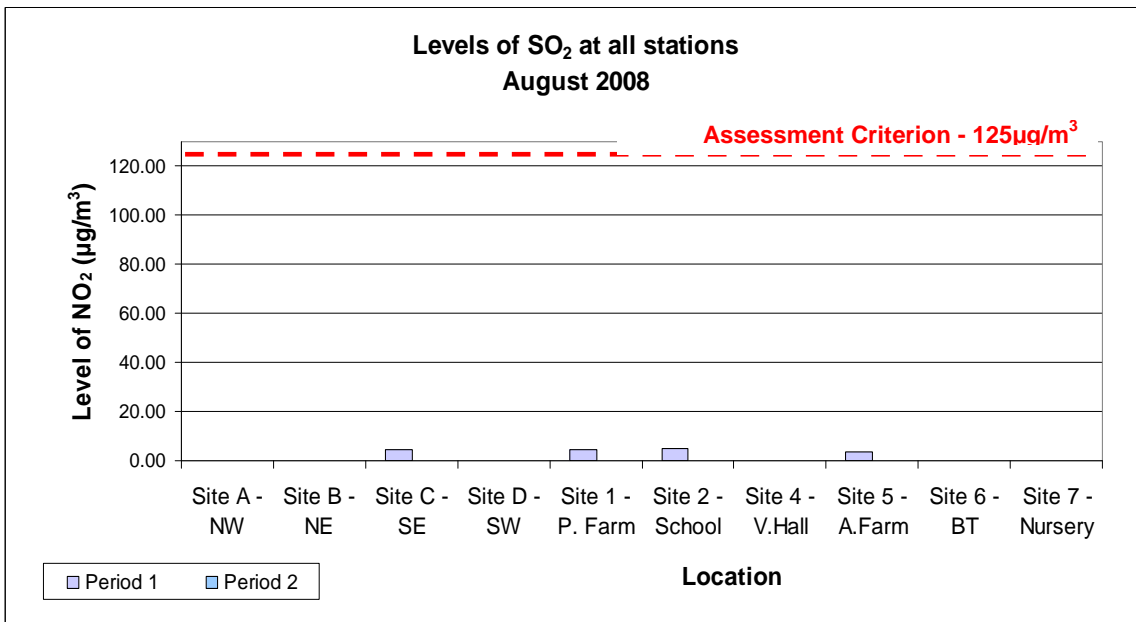 Levels of SO₂ at all stations
August 2008
Assessment Criterion - 125µg/m³
Level of NO₂ (µg/m³)
120.00
100.00
80.00
60.00
40.00
20.00
0.00
Site A - NW
Site B - NE
Site C - SE
Site D - SW
Site 1 - P. Farm
Site 2 - School
Site 4 - V.Hall
Site 5 - A.Farm
Site 6 - BT
Site 7 - Nursery
Location
Period 1 Period 2